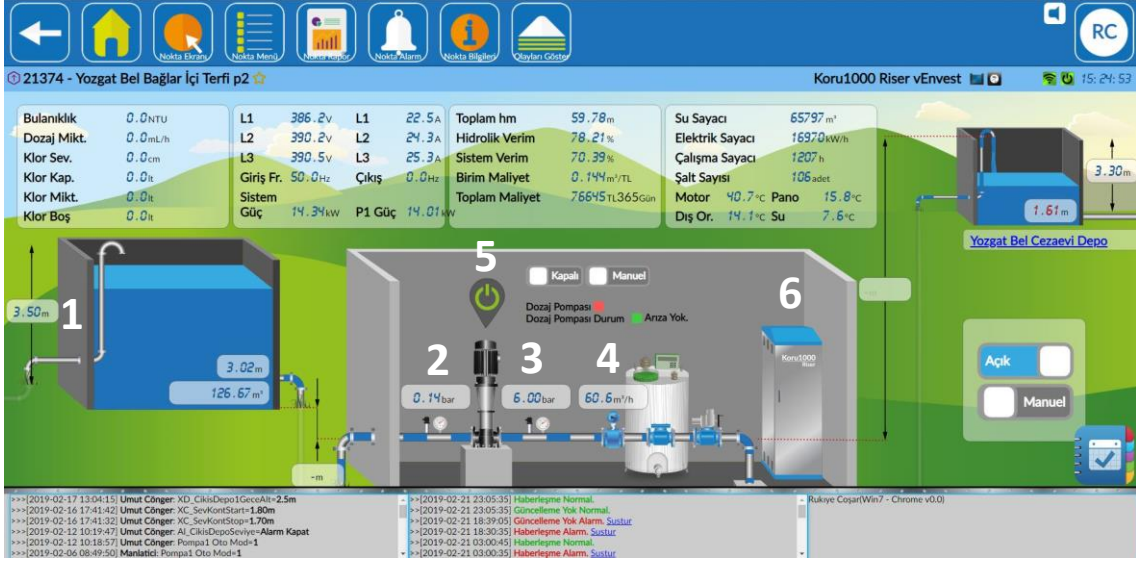 Nokta Ekranı
Nokta Menü
Nokta Rapor
Nokta Alarm
Nokta Bilgileri
Olayları Göster
RC
21374 - Yozgat Bel Bağlar İçi Terfi p2
Koru1000 Riser vEnvest
15:24:53
Bulanıklık 0.0NTU
Dozaj Mikt. 0.0mL/h
Klor Sev. 0.0cm
Klor Kap. 0.0lt
Klor Mikt. 0.0lt
Klor Boş 0.0lt
L1 386.2V L1 22.5A
L2 390.2V L2 24.3A
L3 390.5V L3 25.3A
Giriş Fr. 50.0Hz Çıkış 0.0Hz
Sistem
Güç 14.34kW P1 Güç 14.01kW
Toplam hm 59.78m
Hidrolik Verim 78.21%
Sistem Verim 70.39%
Birim Maliyet 0.144m³/TL
Toplam Maliyet 76645TL365Gün
Su Sayacı 65797m³
Elektrik Sayacı 16970kW/h
Çalışma Sayacı 1207h
Şalt Sayısı 106adet
Motor 40.7°C Pano 15.8°C
Dış Or. 14.1°C Su 7.6°C
3.30m
1.61m
Yozgat Bel Cezaevi Depo
5
Kapalı Manuel
Dozaj Pompası
Dozaj Pompası Durum Arıza Yok.
1
3.50m
3.02m
126.67m³
-m
2
0.14bar
3
6.00bar
4
60.6m³/h
6
Koru1000
Riser
Açık
Manuel
>>>[2019-02-17 13:04:15] Umut Cönger: XD_CikisDepo1GeceAlt=2.5m
>>>[2019-02-16 17:41:42] Umut Cönger: XC_SevKontStart=1.80m
>>>[2019-02-16 17:41:32] Umut Cönger: XC_SevKontStop=1.70m
>>>[2019-02-12 10:19:47] Umut Cönger: AI_CikisDepoSeviye=Alarm Kapat
>>>[2019-02-12 10:18:57] Umut Cönger: Pompa1 Oto Mod=1
>>>[2019-02-06 08:49:50] Manlatici: Pompa1 Oto Mod=1
>>[2019-02-21 23:05:35] Haberleşme Normal.
>>[2019-02-21 23:05:35] Güncelleme Yok Normal.
>>[2019-02-21 18:39:05] Güncelleme Yok Alarm. Sustur
>>[2019-02-21 18:30:35] Haberleşme Alarm. Sustur
>>[2019-02-21 03:00:45] Haberleşme Normal.
>>[2019-02-21 03:00:35] Haberleşme Alarm. Sustur
Rukiye Coşar(Win7 - Chrome v0.0)